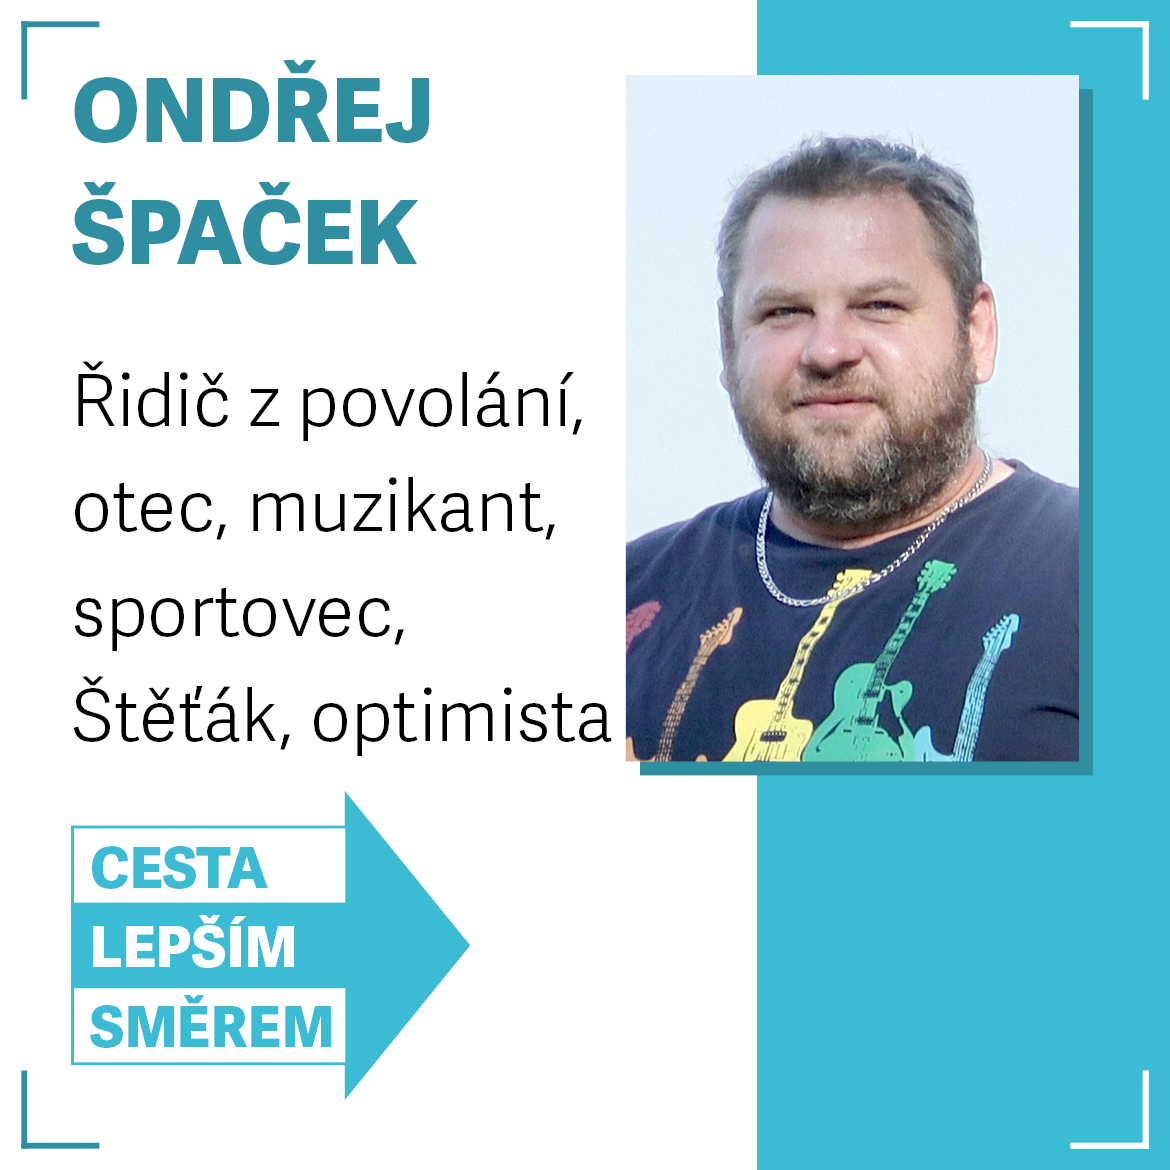 ONDŘEJ
ŠPAČEK
Řidič z povolání,
otec, muzikant,
sportovec,
Štěťák, optimista
CESTA
LEPŠÍM
SMĚREM